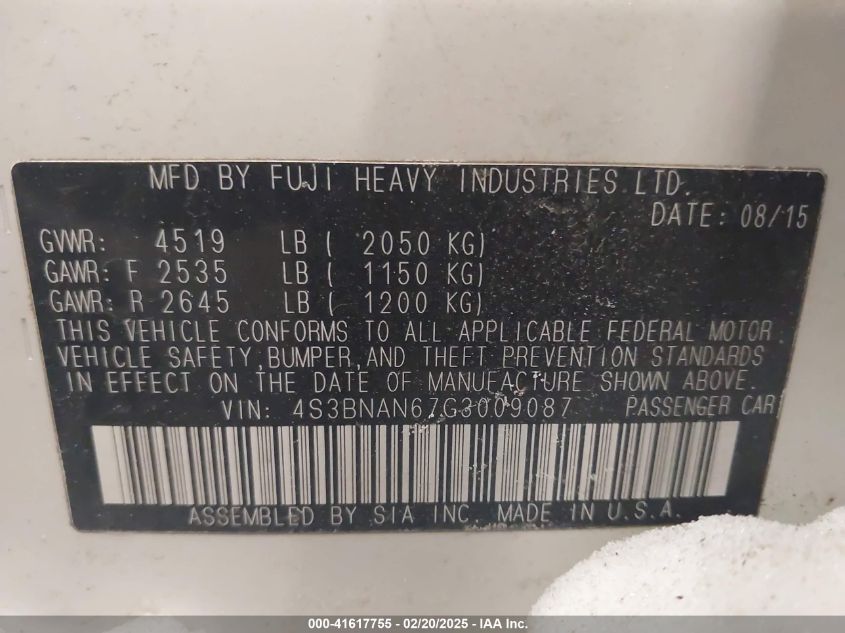 MFD BY FUJI HEAVY INDUSTRIES LTD.
DATE: 08/15
GVWR: 4519 LB ( 2050 KG)
GAWR: F 2535 LB ( 1150 KG)
GAWR: R 2645 LB ( 1200 KG)
THIS VEHICLE CONFORMS TO ALL APPLICABLE FEDERAL MOTOR
VEHICLE SAFETY, BUMPER, AND THEFT PREVENTION STANDARDS
IN EFFECT ON THE DATE OF MANUFACTURE SHOWN ABOVE.
VIN: 4S3BNAN67G3009087 PASSENGER CAR
ASSEMBLED BY SIA INC. MADE IN U.S.A.
000-41617755 - 02/20/2025 - IAA Inc.